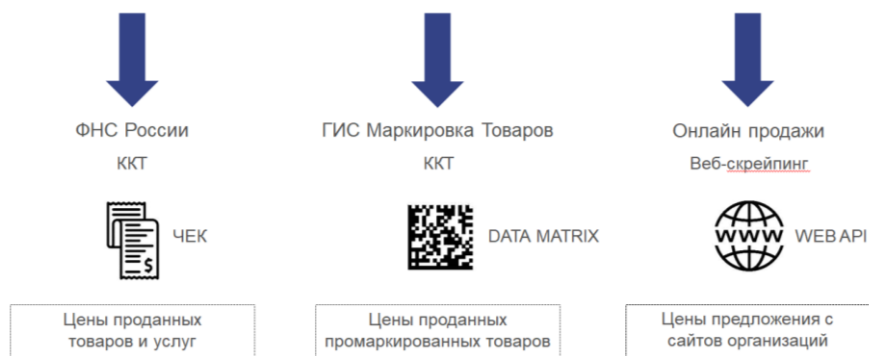 ФНС России
ККТ
ЧЕК
$
Цены проданных
товаров и услуг
ГИС Маркировка Товаров
ККТ
DATA MATRIX
Цены проданных
промаркированных товаров
Онлайн продажи
Веб-скрейпинг
WWW
WEB API
Цены предложения с
сайтов организаций